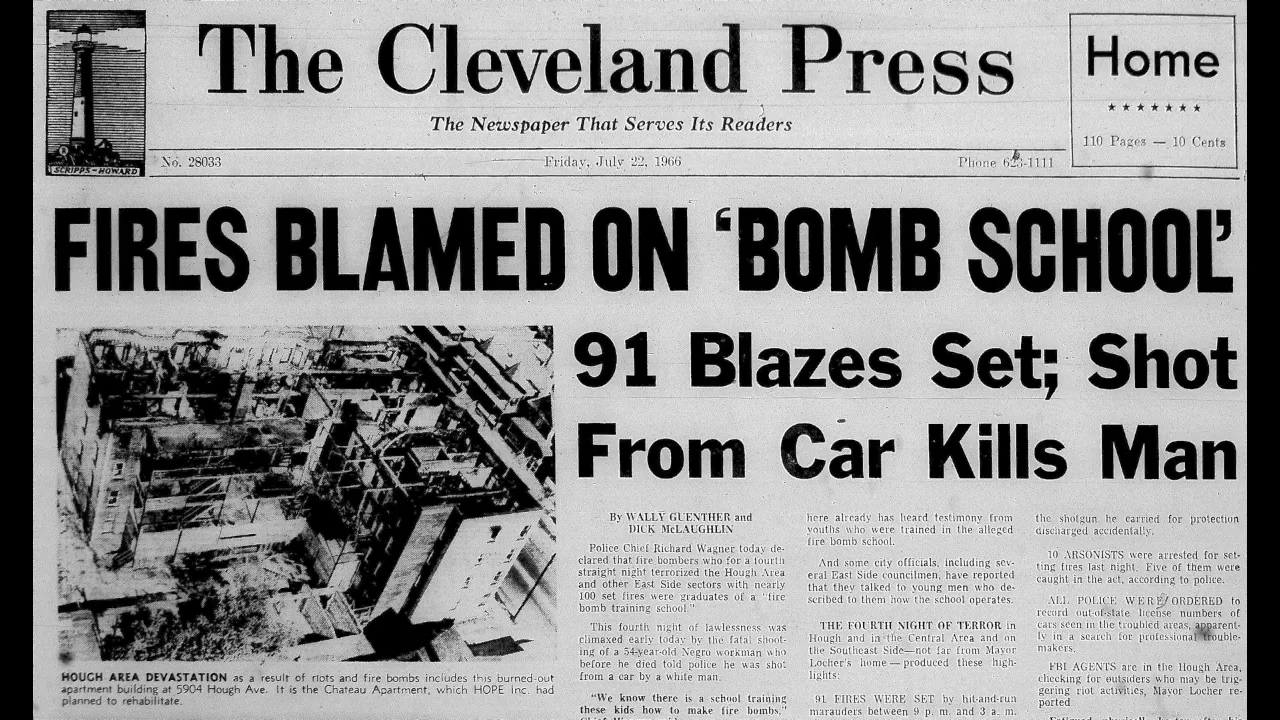 The Cleveland Press
The Newspaper That Serves Its Readers
SCRIPPS-HOWARD
No. 28033
Friday, July 22, 1966
Phone 623-1111
Home
★ ★ ★ ★ ★ ★ ★
110 Pages — 10 Cents
FIRES BLAMED ON ‘BOMB SCHOOL’
91 Blazes Set; Shot
From Car Kills Man
HOUGH AREA DEVASTATION as a result of riots and fire bombs includes this burned-out
apartment building at 5904 Hough Ave. It is the Chateau Apartment, which HOPE Inc. had
planned to rehabilitate.
By WALLY GUENTHER and
DICK McLAUGHLIN
Police Chief Richard Wagner today de-
clared that fire bombers who for a fourth
straight night terrorized the Hough Area
and other East Side sectors with nearly
100 set fires were graduates of a "fire
bomb training school."
This fourth night of lawlessness was
climaxed early today by the fatal shoot-
ing of a 54-year-old Negro workman who
before he died told police he was shot
from a car by a white man.
"We know there is a school training
these kids how to make fire bombs,"
here already has heard testimony from
youths who were trained in the alleged
fire bomb school.
And some city officials, including sev-
eral East Side councilmen, have reported
that they talked to young men who de-
scribed to them how the school operates.
THE FOURTH NIGHT OF TERROR in
Hough and in the Central Area and on
the Southeast Side—not far from Mayor
Locher's home — produced these high-
lights:
91 FIRES WERE SET by hit-and-run
marauders between 9 p. m. and 3 a. m.
the shotgun he carried for protection
discharged accidentally.
10 ARSONISTS were arrested for set-
ting fires last night. Five of them were
caught in the act, according to police.
ALL POLICE WERE ORDERED to
record out-of-state license numbers of
cars seen in the troubled areas, apparent-
ly in a search for professional trouble-
makers.
FBI AGENTS are in the Hough Area,
checking for outsiders who may be trig-
gering riot activities, Mayor Locher re-
ported